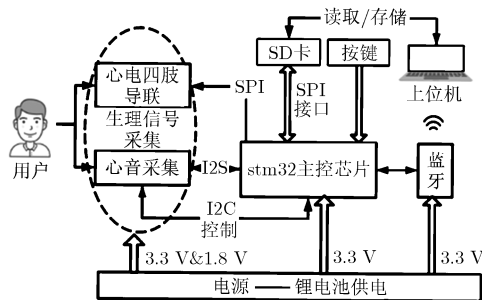 读取/存储
SD卡
按键
上位机
心电四肢
导联
SPI
SPI
接口
生理信号
采集
用户
心音采集
I2S
stm32主控芯片
蓝
牙
I2C
控制
3.3 V&1.8 V
3.3 V
3.3 V
电源 — 锂电池供电